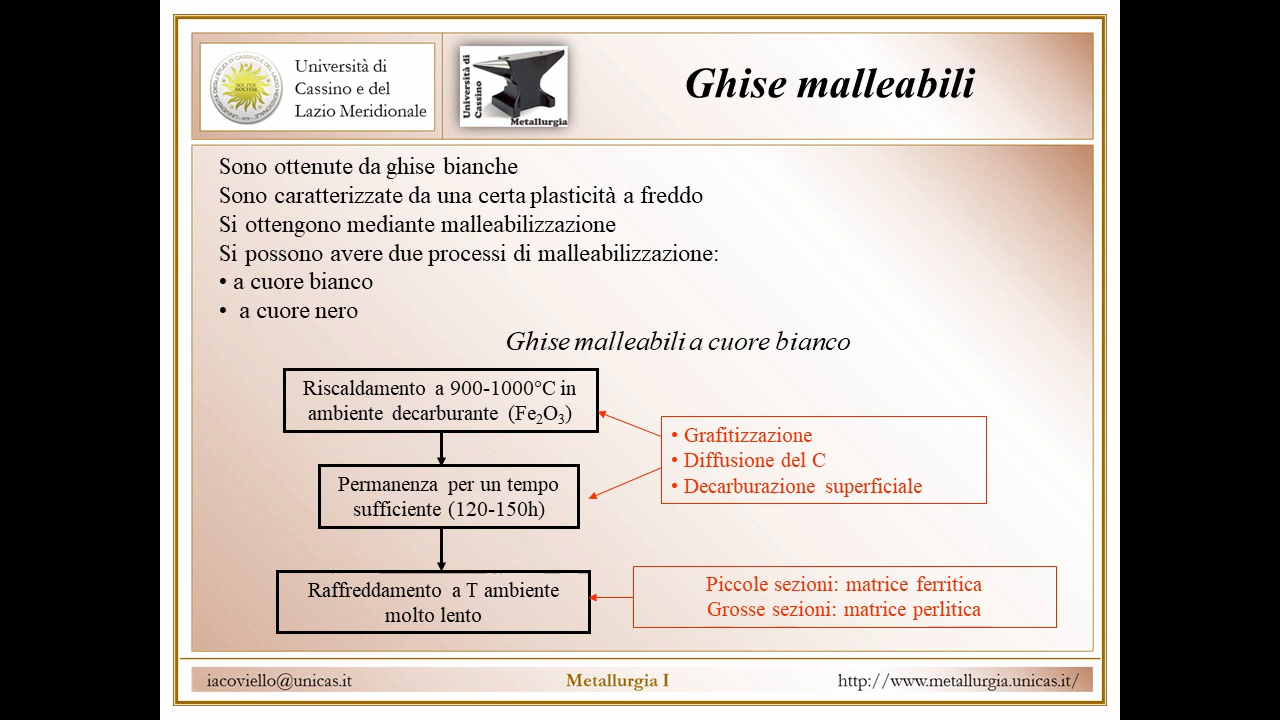 Università di
Cassino e del
Lazio Meridionale
Università di
Cassino
Metallurgia
Ghise malleabili
Sono ottenute da ghise bianche
Sono caratterizzate da una certa plasticità a freddo
Si ottengono mediante malleabilizzazione
Si possono avere due processi di malleabilizzazione:
• a cuore bianco
• a cuore nero
Ghise malleabili a cuore bianco
Riscaldamento a 900-1000°C in
ambiente decarburante (Fe₂O₃)
• Grafitizzazione
• Diffusione del C
• Decarburazione superficiale
Permanenza per un tempo
sufficiente (120-150h)
Raffreddamento a T ambiente
molto lento
Piccole sezioni: matrice ferritica
Grosse sezioni: matrice perlitica
iacoviello@unicas.it
Metallurgia I
http://www.metallurgia.unicas.it/